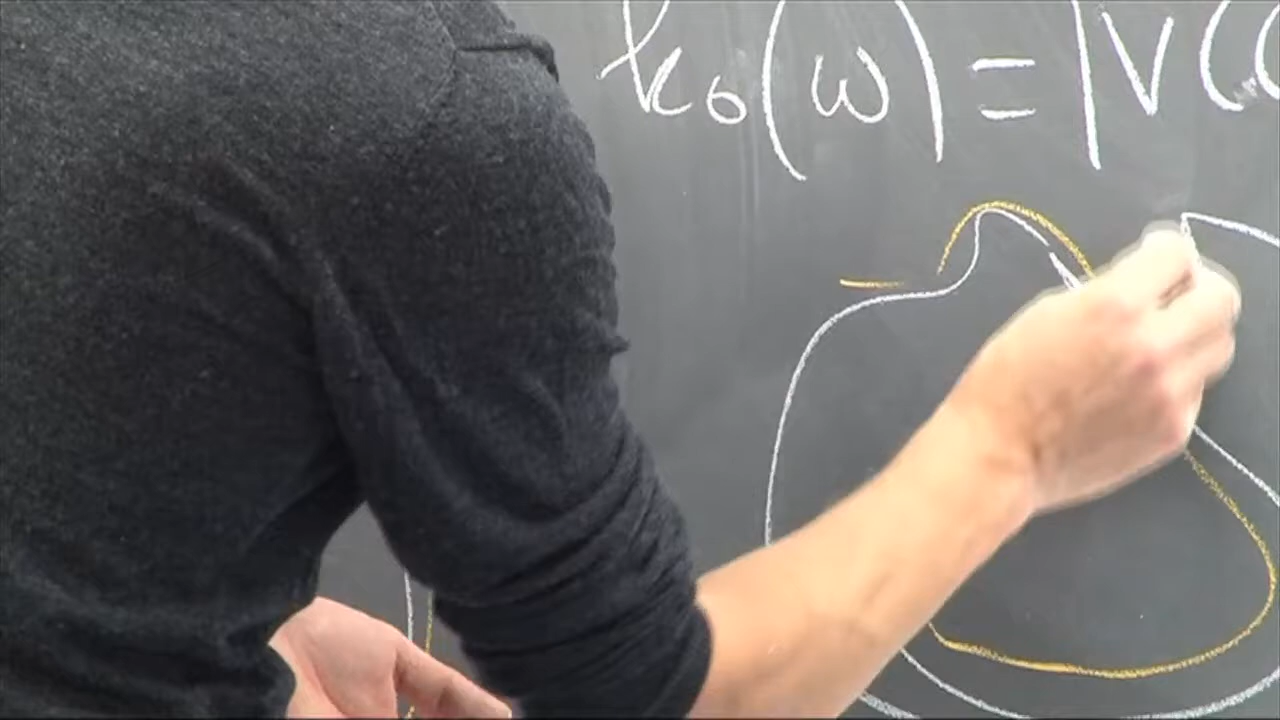 k₀(ω) = |V(